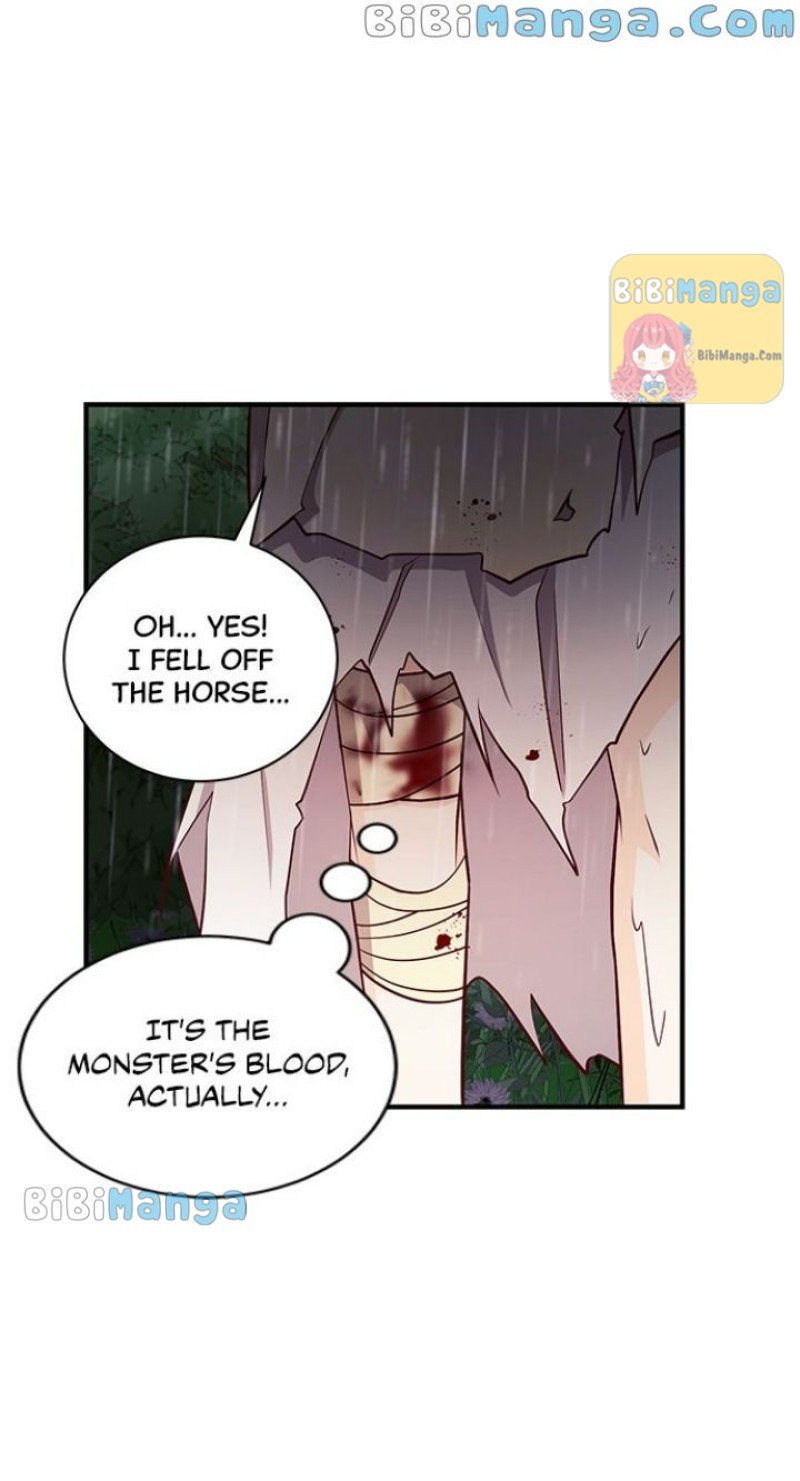 BiBiManga.Com
BiBiManga
BibiManga.Com
OH... YES!
I FELL OFF
THE HORSE...
IT'S THE
MONSTER'S BLOOD,
ACTUALLY...
BiBiManga